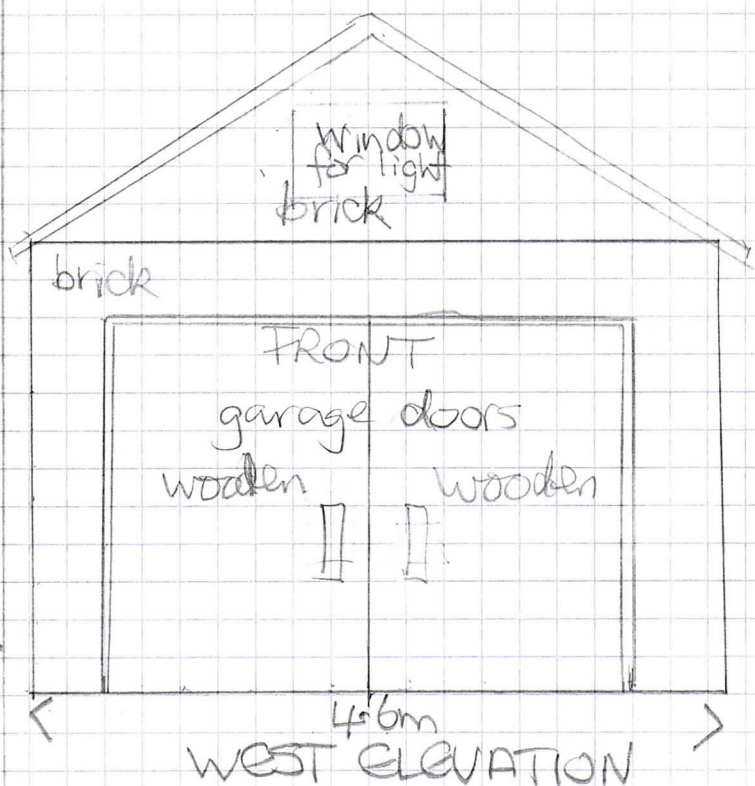 window
for light
brick
brick
FRONT
garage doors
wooden wooden
4.6m
WEST ELEVATION